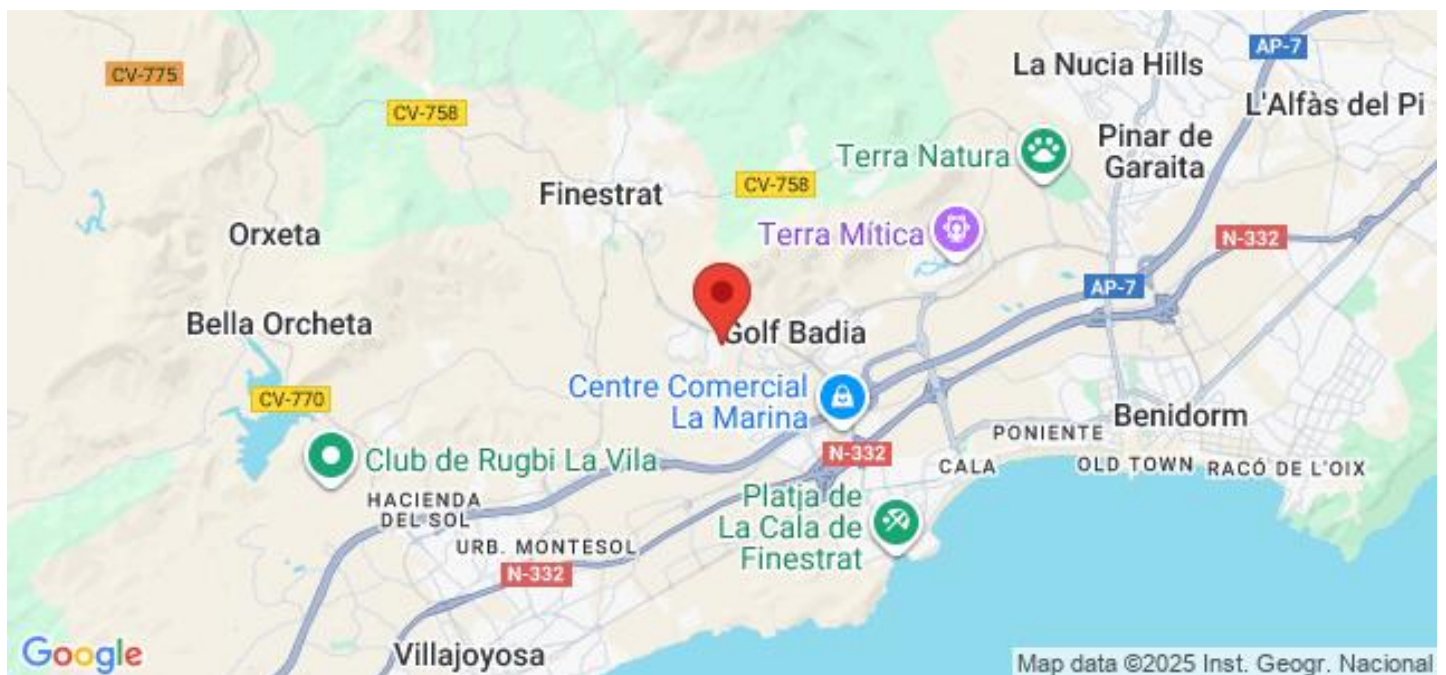 CV-775
CV-758
La Nucia Hills
AP-7
L'Alfàs del Pi
Terra Natura
Pinar de
Garaita
CV-758
Finestrat
Orxeta
Terra Mítica
N-332
AP-7
Bella Orcheta
Golf Badia
Centre Comercial
La Marina
CV-770
Benidorm
PONIENTE
N-332
Club de Rugbi La Vila
CALA
OLD TOWN
RACÓ DE L'OIX
HACIENDA
DEL SOL
Platja de
La Cala de
Finestrat
URB. MONTESOL
N-332
Villajoyosa
Google
Map data ©2025 Inst. Geogr. Nacional